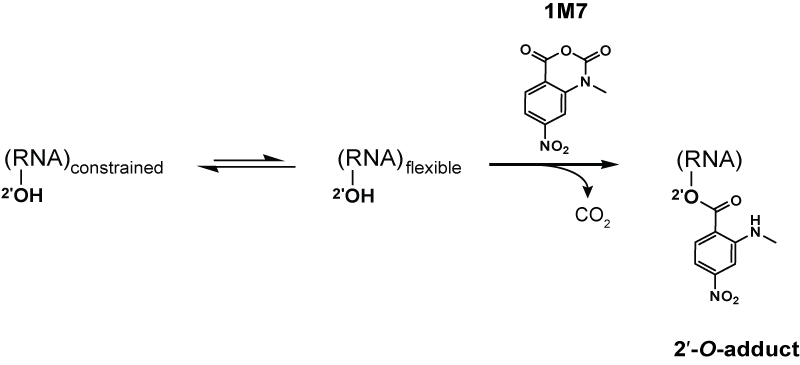 1M7
O O O
N
NO2
(RNA)constrained
2'OH
(RNA)flexible
2'OH
CO2
(RNA)
2'O O
H
N
NO2
2'-O-adduct